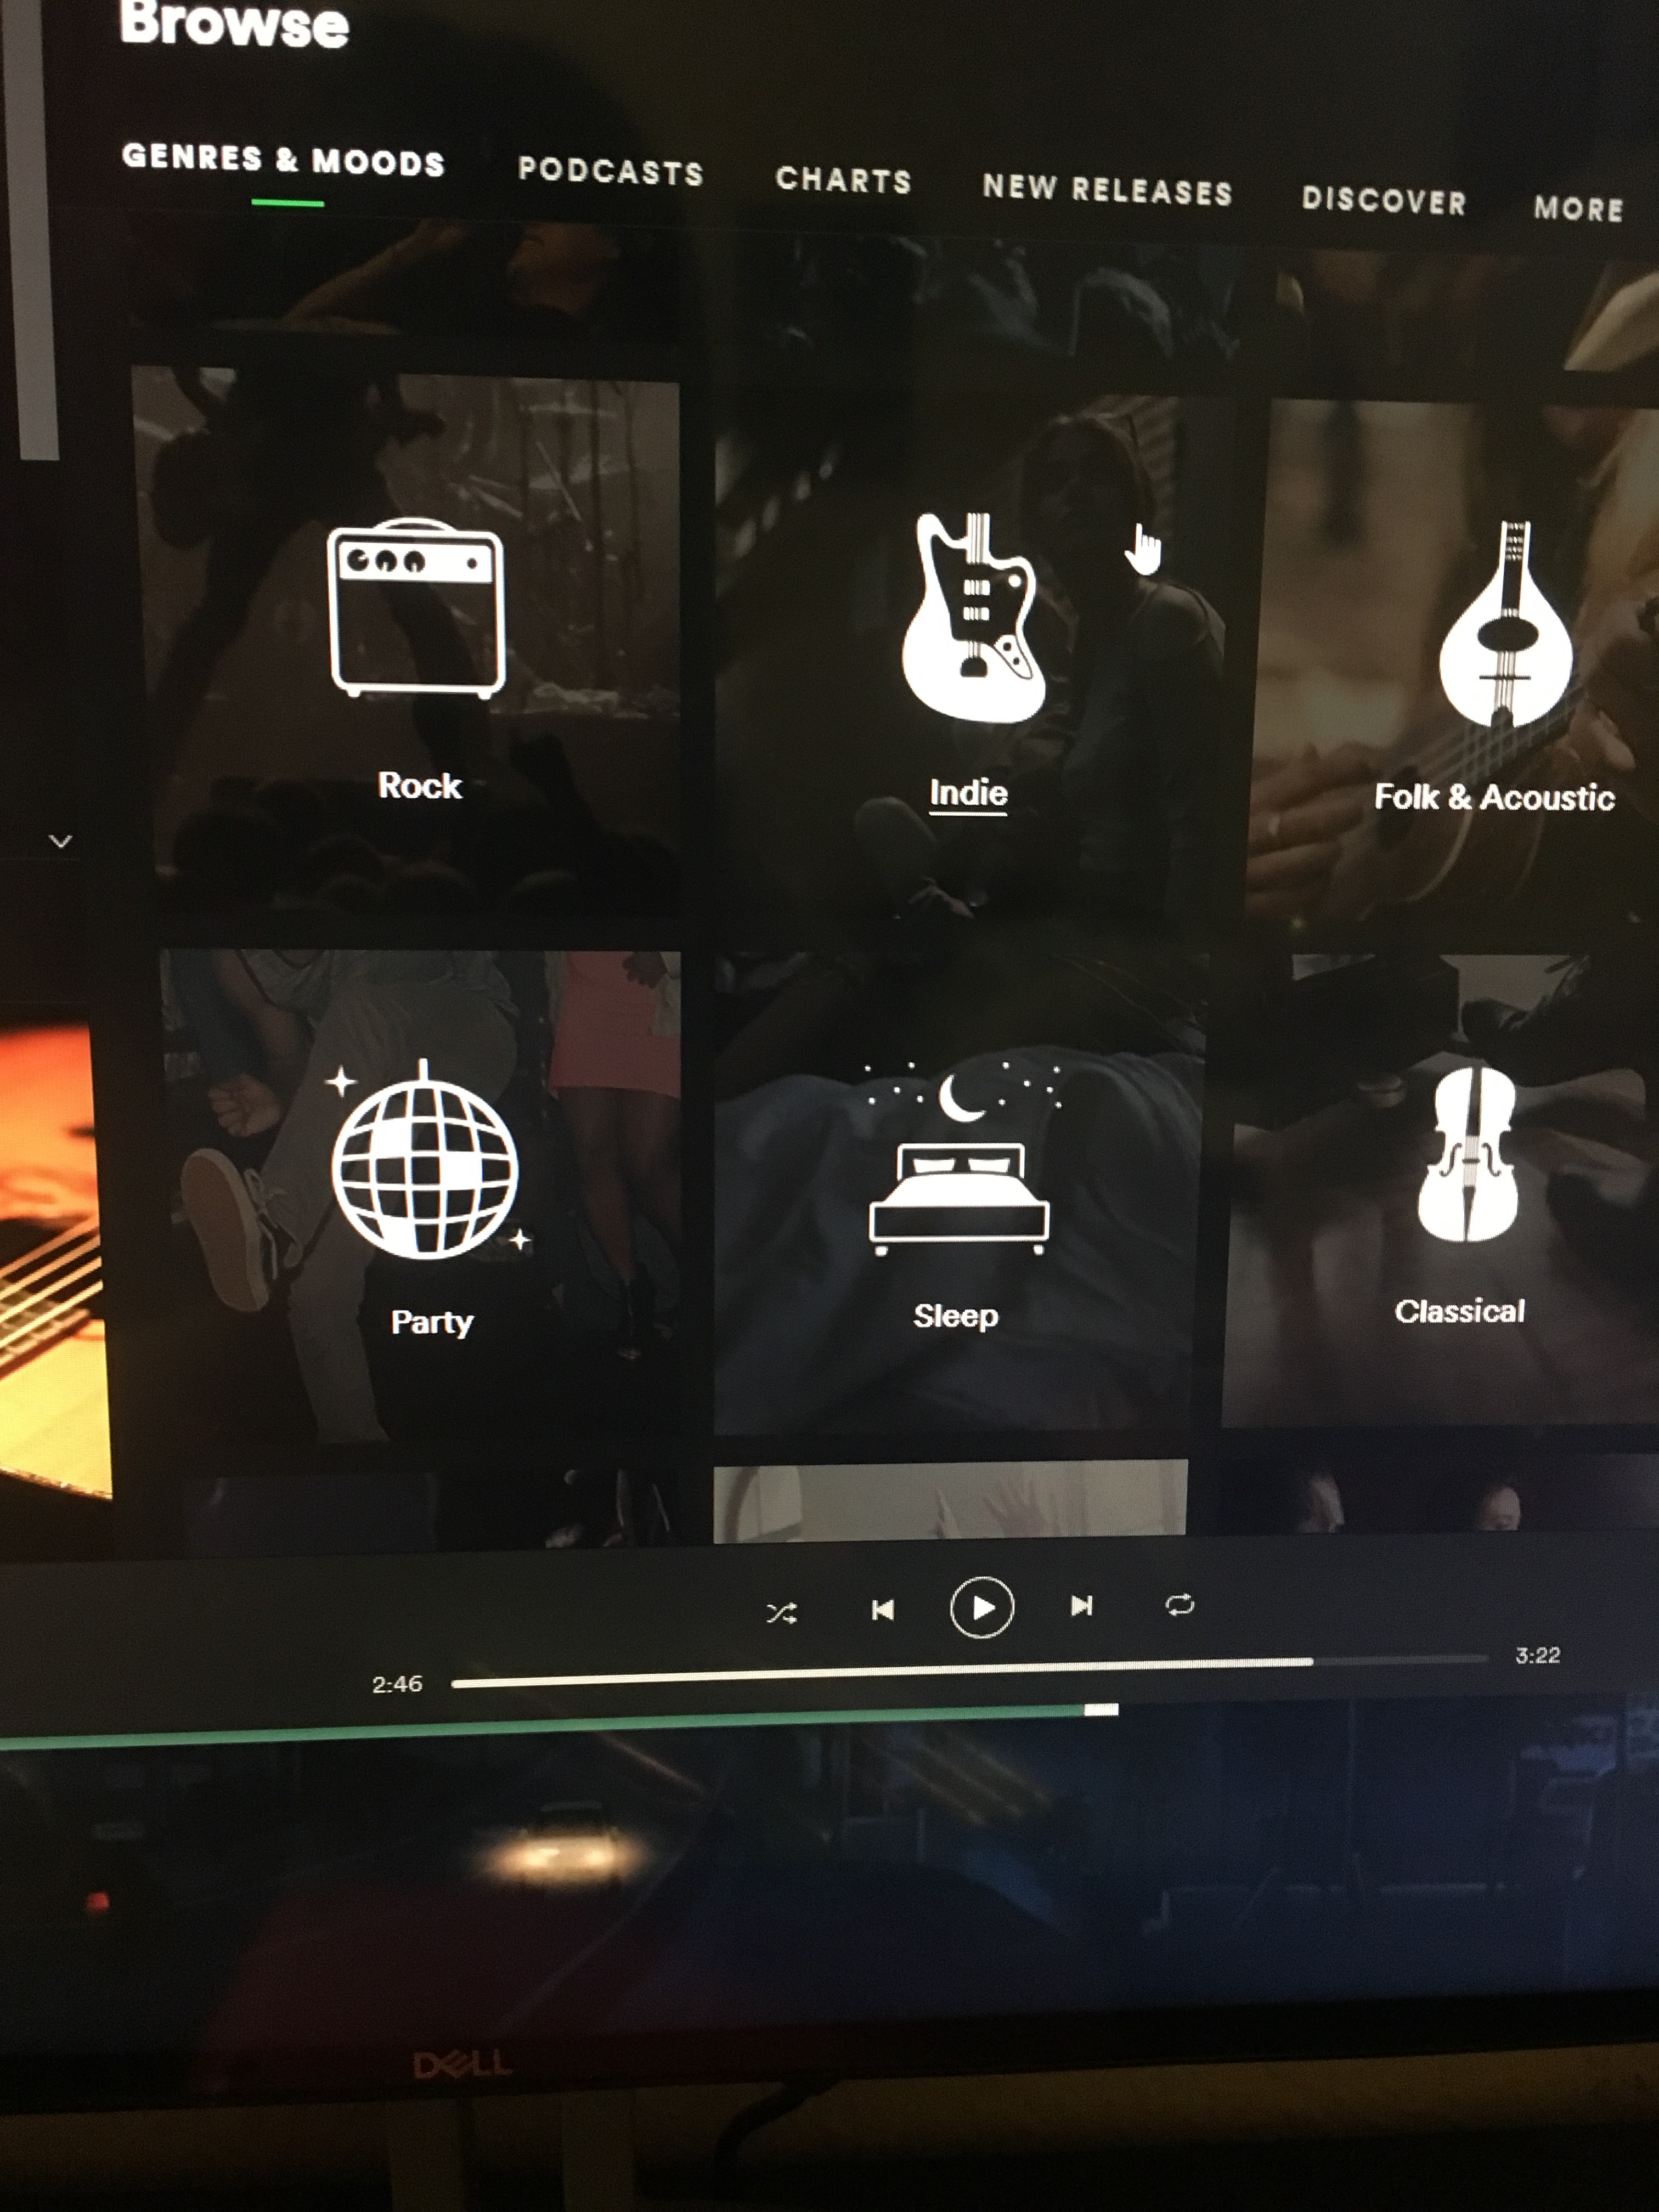 Browse
GENRES & MOODS PODCASTS CHARTS NEW RELEASES DISCOVER MORE
Rock Indie Folk & Acoustic
Party Sleep Classical
2:46 3:22
DELL